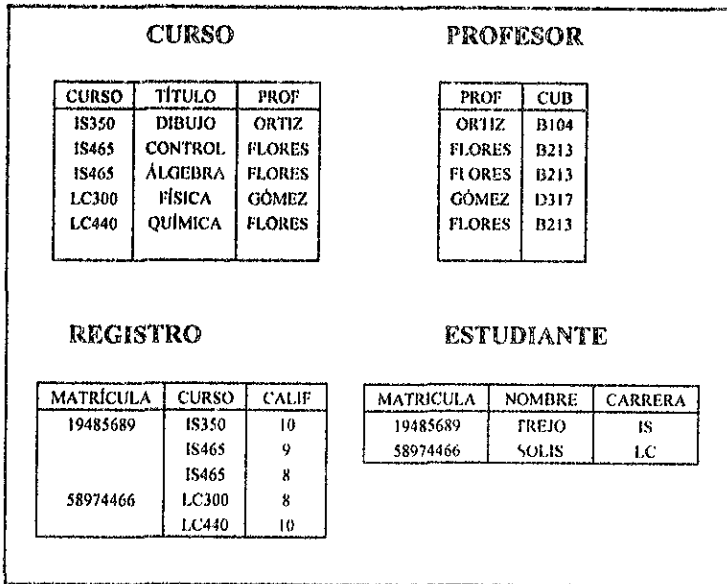 CURSO
CURSO TÍTULO PROF
IS350 DIBUJO ORTIZ
IS465 CONTROL FLORES
IS465 ÁLGEBRA FLORES
LC300 FÍSICA GÓMEZ
LC440 QUÍMICA FLORES
PROFESOR
PROF CUB
ORTIZ B104
FLORES B213
FLORES B213
GÓMEZ D317
FLORES B213
REGISTRO
MATRÍCULA CURSO CALIF
19485689 IS350 10
IS465 9
IS465 8
58974466 LC300 8
LC440 10
ESTUDIANTE
MATRICULA NOMBRE CARRERA
19485689 TREJO IS
58974466 SOLIS LC